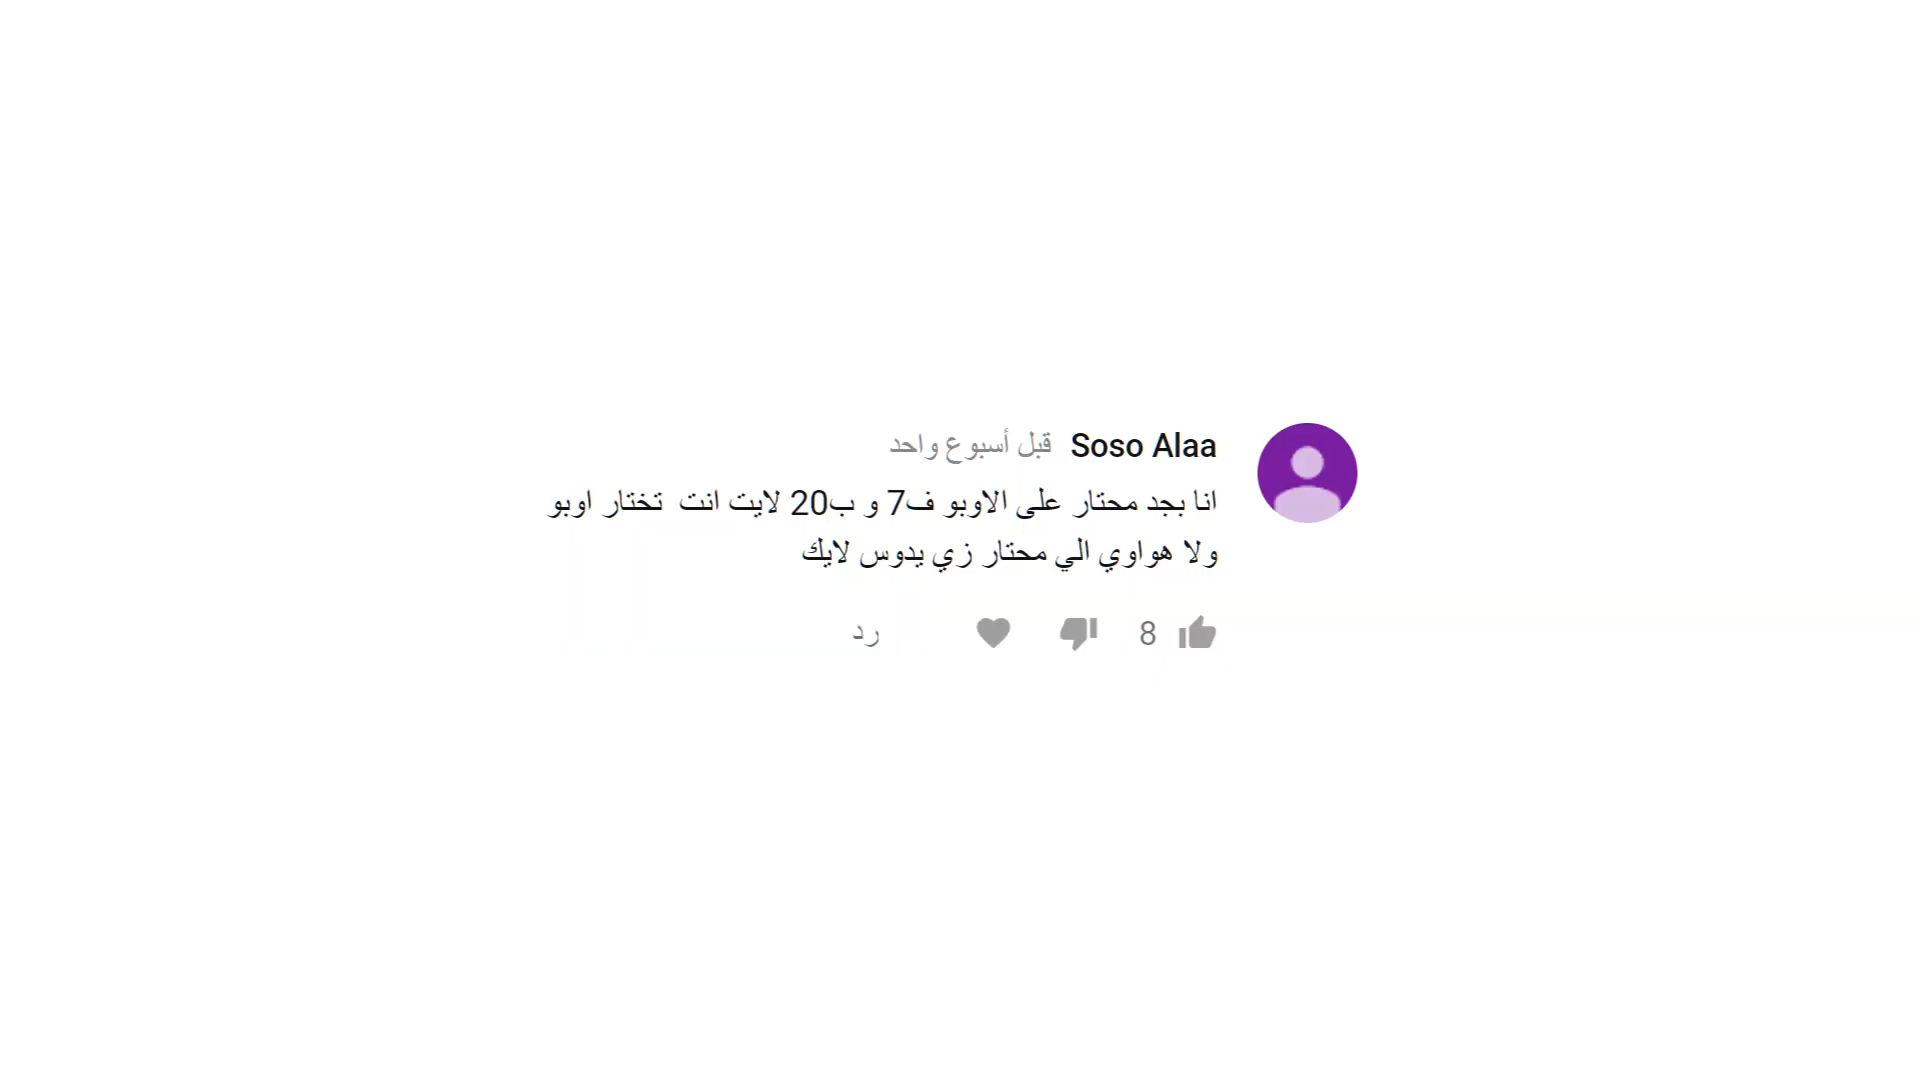 Soso Alaa قبل أسبوع واحد
انا بجد محتار على الاوبو ف7 و ب20 لايت انت تختار اوبو
ولا هواوي الي محتار زي يدوس لايك
8 رد